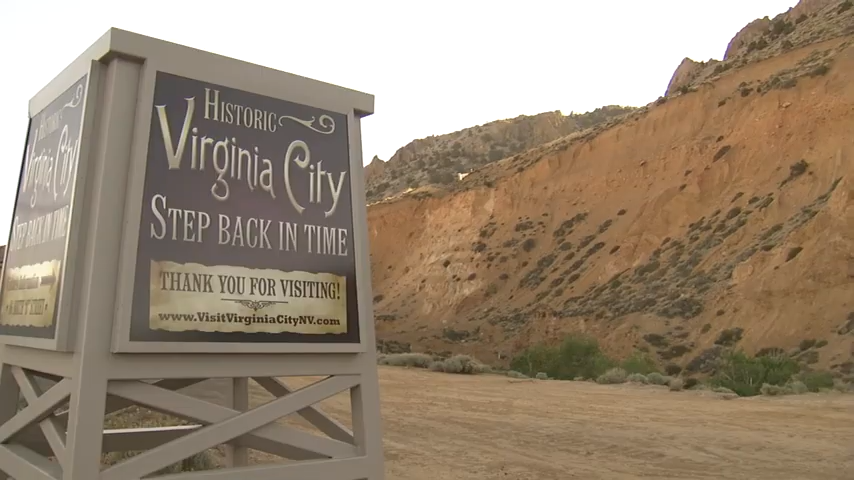 Historic
Virginia City
Step back in time
THANK YOU FOR VISITING!
www.VisitVirginiaCityNV.com
Historic
Virginia City
Step back in time